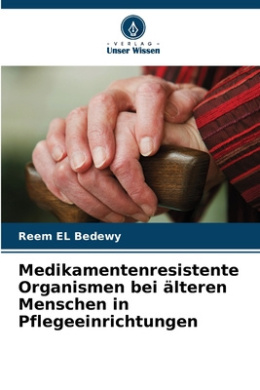 VERLAG
Unser Wissen
Reem EL Bedewy
Medikamentenresistente
Organismen bei älteren
Menschen in
Pflegeeinrichtungen